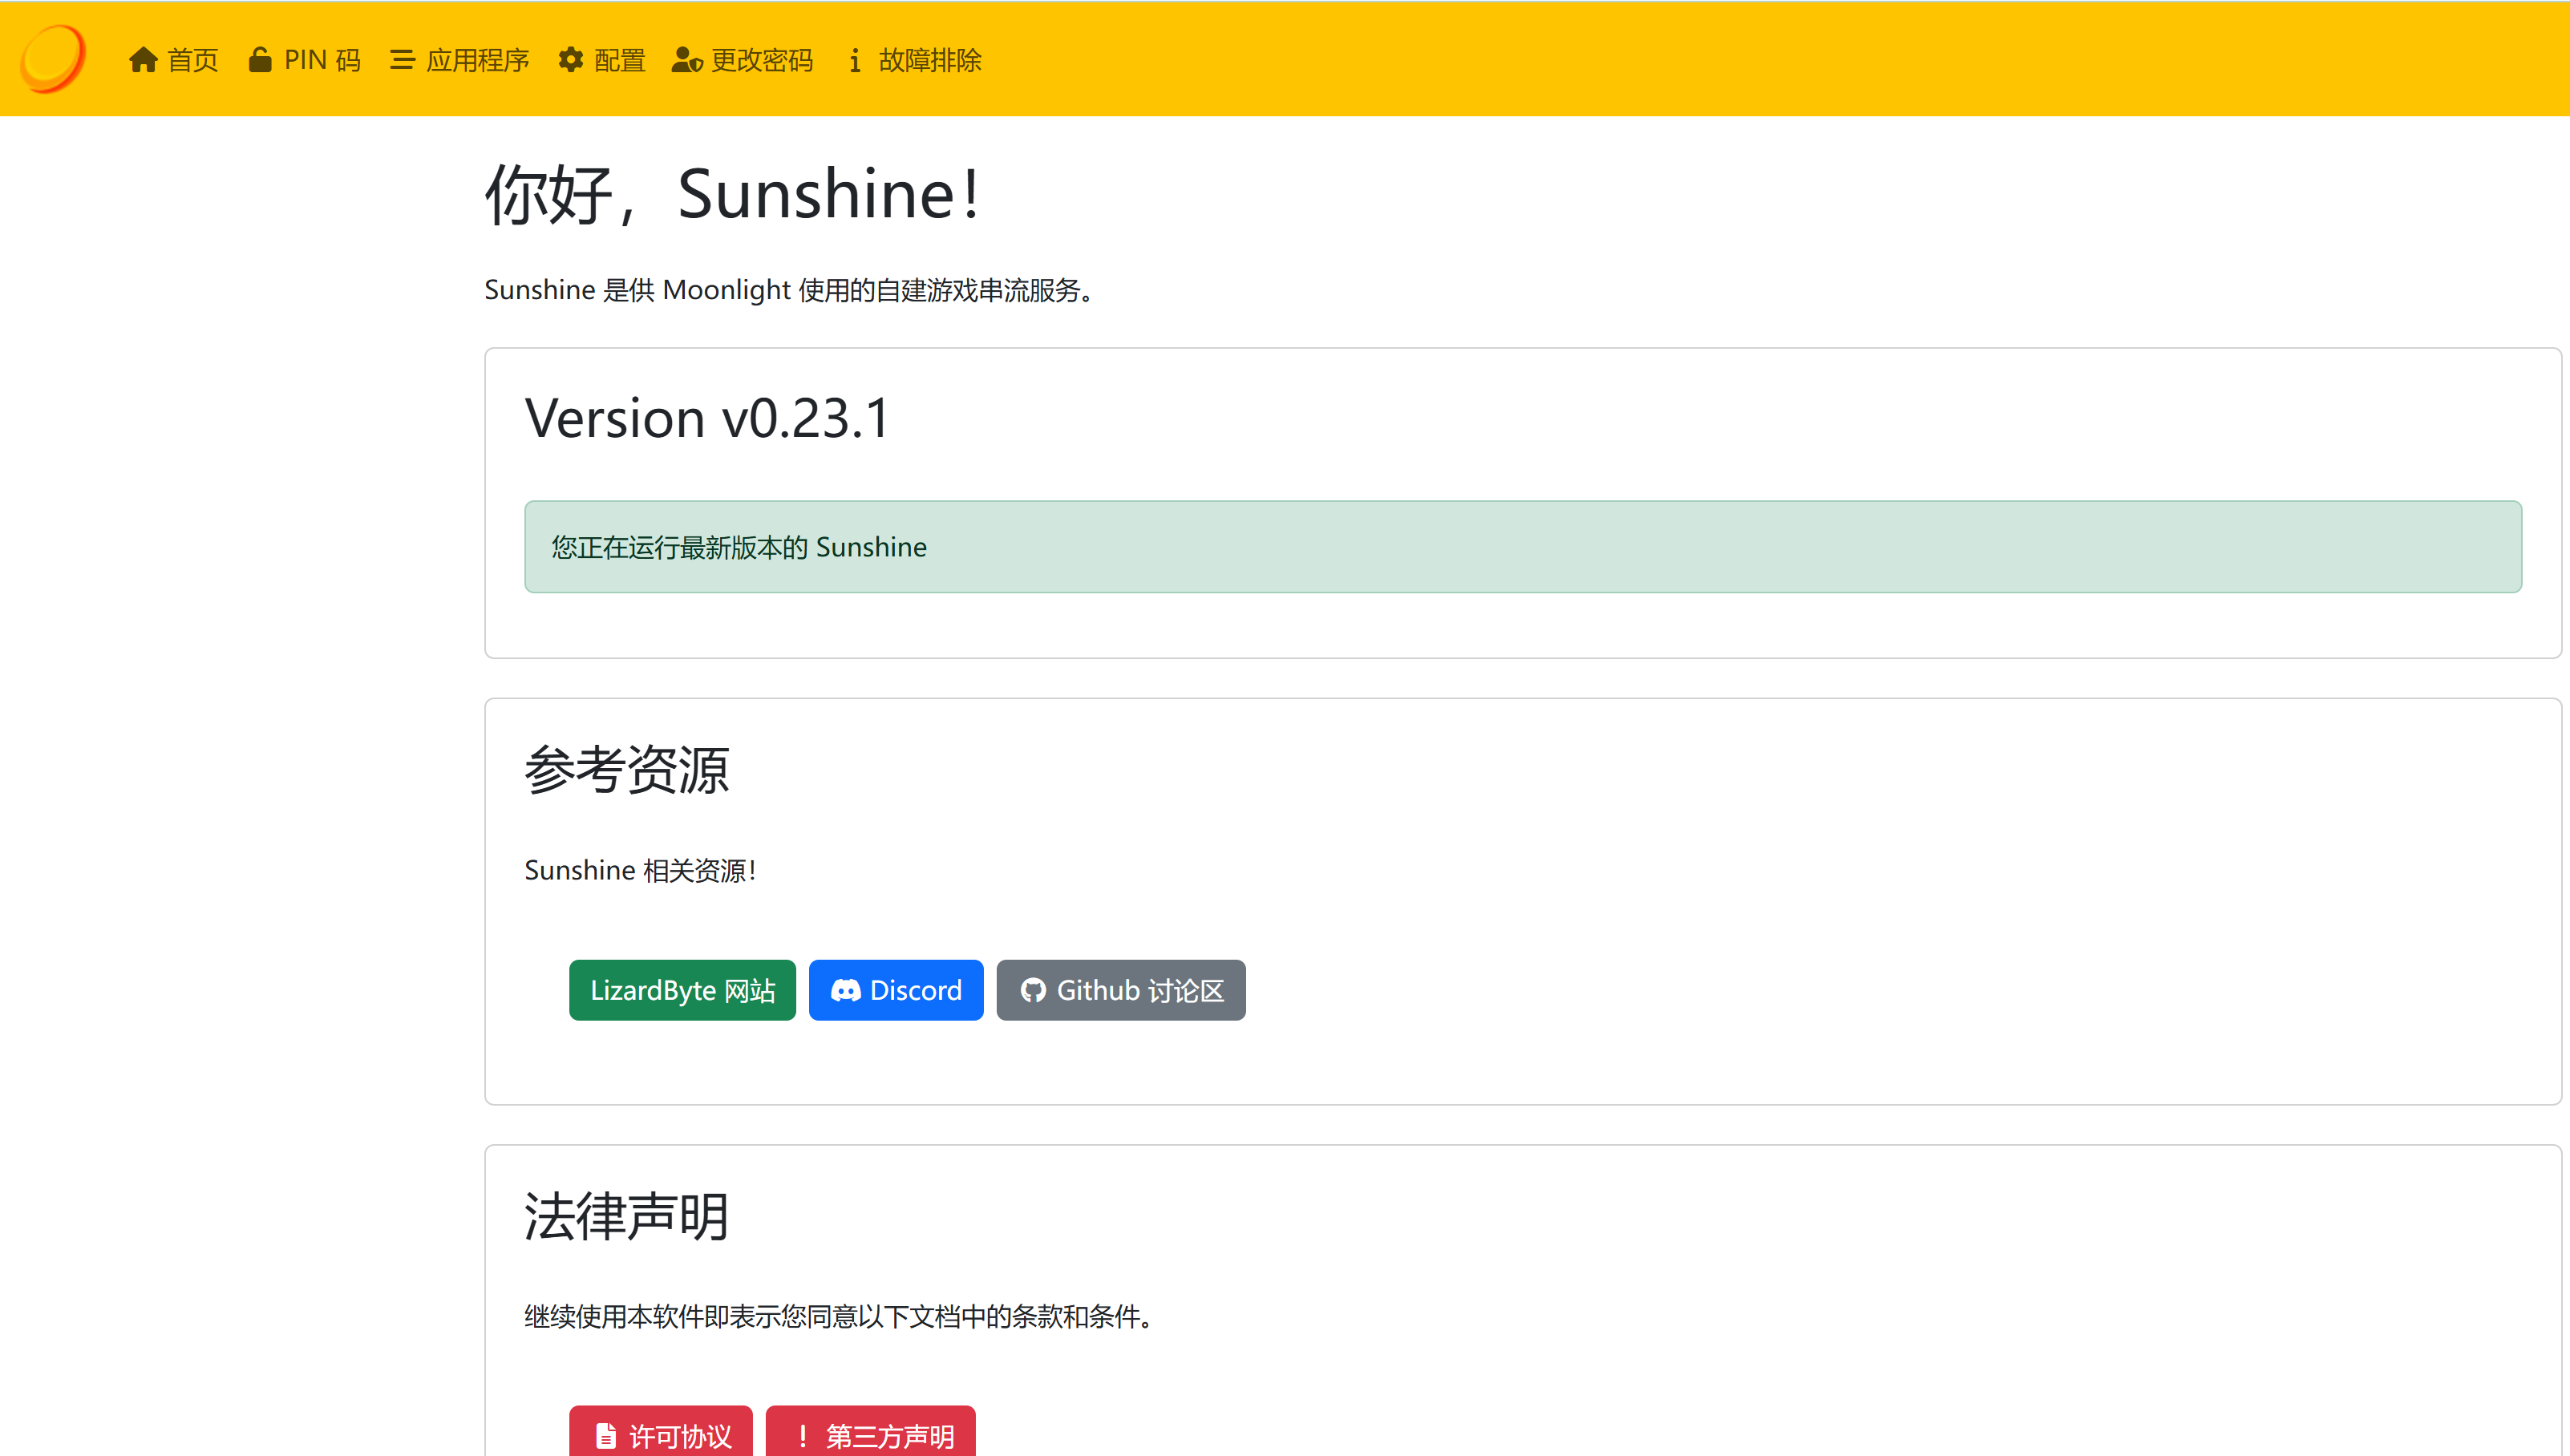 首页 PIN 码 应用程序 配置 更改密码 故障排除
你好，Sunshine！
Sunshine 是供 Moonlight 使用的自建游戏串流服务。
Version v0.23.1
您正在运行最新版本的 Sunshine
参考资源
Sunshine 相关资源！
LizardByte 网站 Discord Github 讨论区
法律声明
继续使用本软件即表示您同意以下文档中的条款和条件。
许可协议 第三方声明